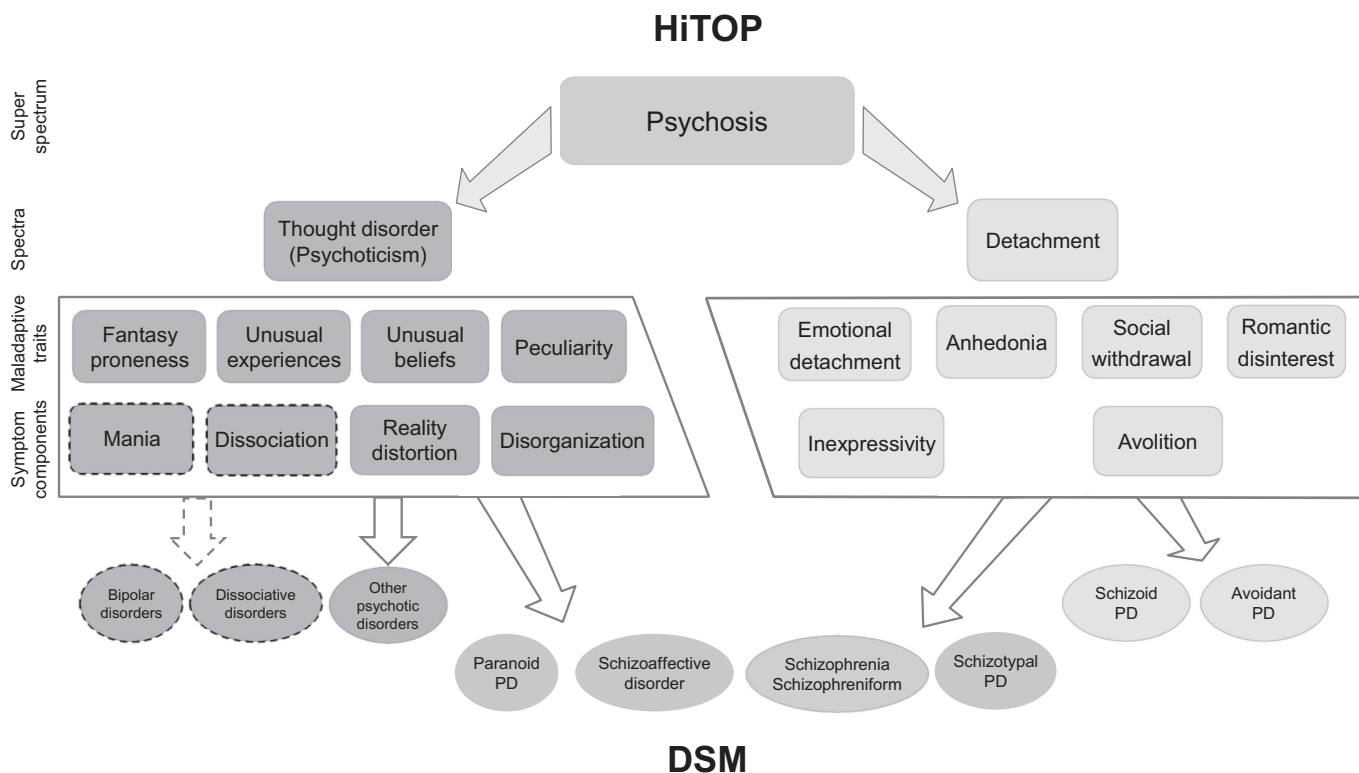 HiTOP
Super
spectrum
Psychosis
Spectra
Thought disorder
(Psychoticism)
Detachment
Maladaptive
traits
Fantasy
proneness
Unusual
experiences
Unusual
beliefs
Peculiarity
Emotional
detachment
Anhedonia
Social
withdrawal
Romantic
disinterest
Symptom
components
Mania
Dissociation
Reality
distortion
Disorganization
Inexpressivity
Avolition
Bipolar
disorders
Dissociative
disorders
Other
psychotic
disorders
Schizoid
PD
Avoidant
PD
Paranoid
PD
Schizoaffective
disorder
Schizophrenia
Schizophreniform
Schizotypal
PD
DSM